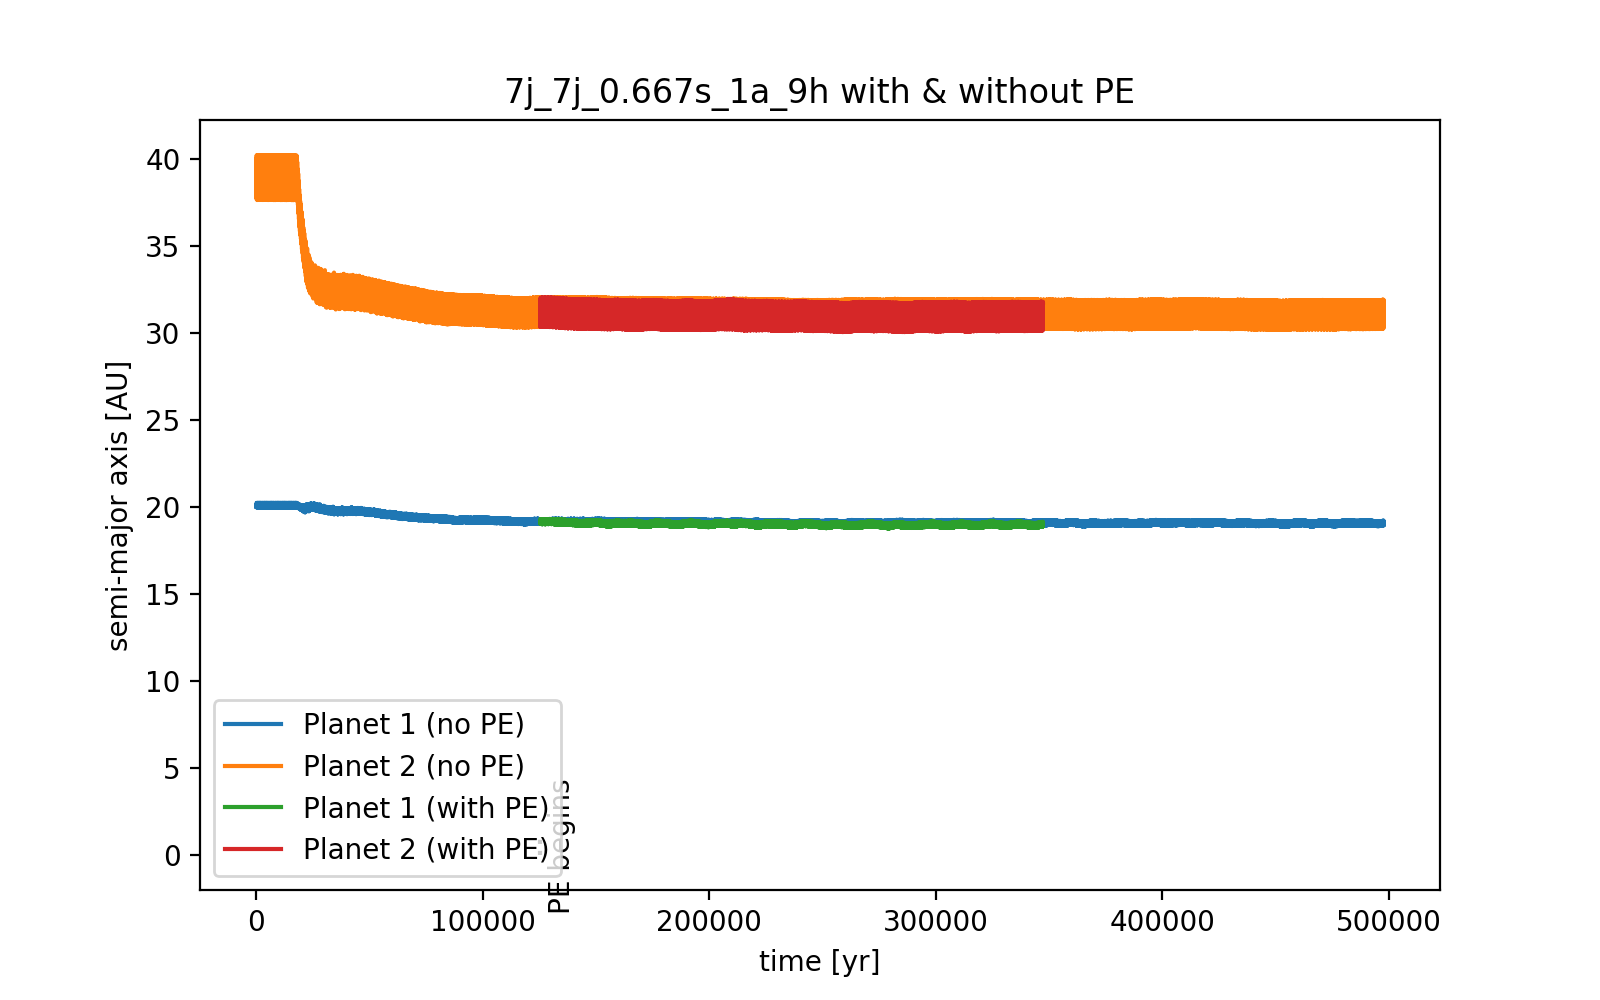 7j_7j_0.667s_1a_9h with & without PE
semi-major axis [AU]
40
35
30
25
20
15
10
5
0
Planet 1 (no PE)
Planet 2 (no PE)
Planet 1 (with PE)
Planet 2 (with PE)
PE begins
0
100000
200000
300000
400000
500000
time [yr]